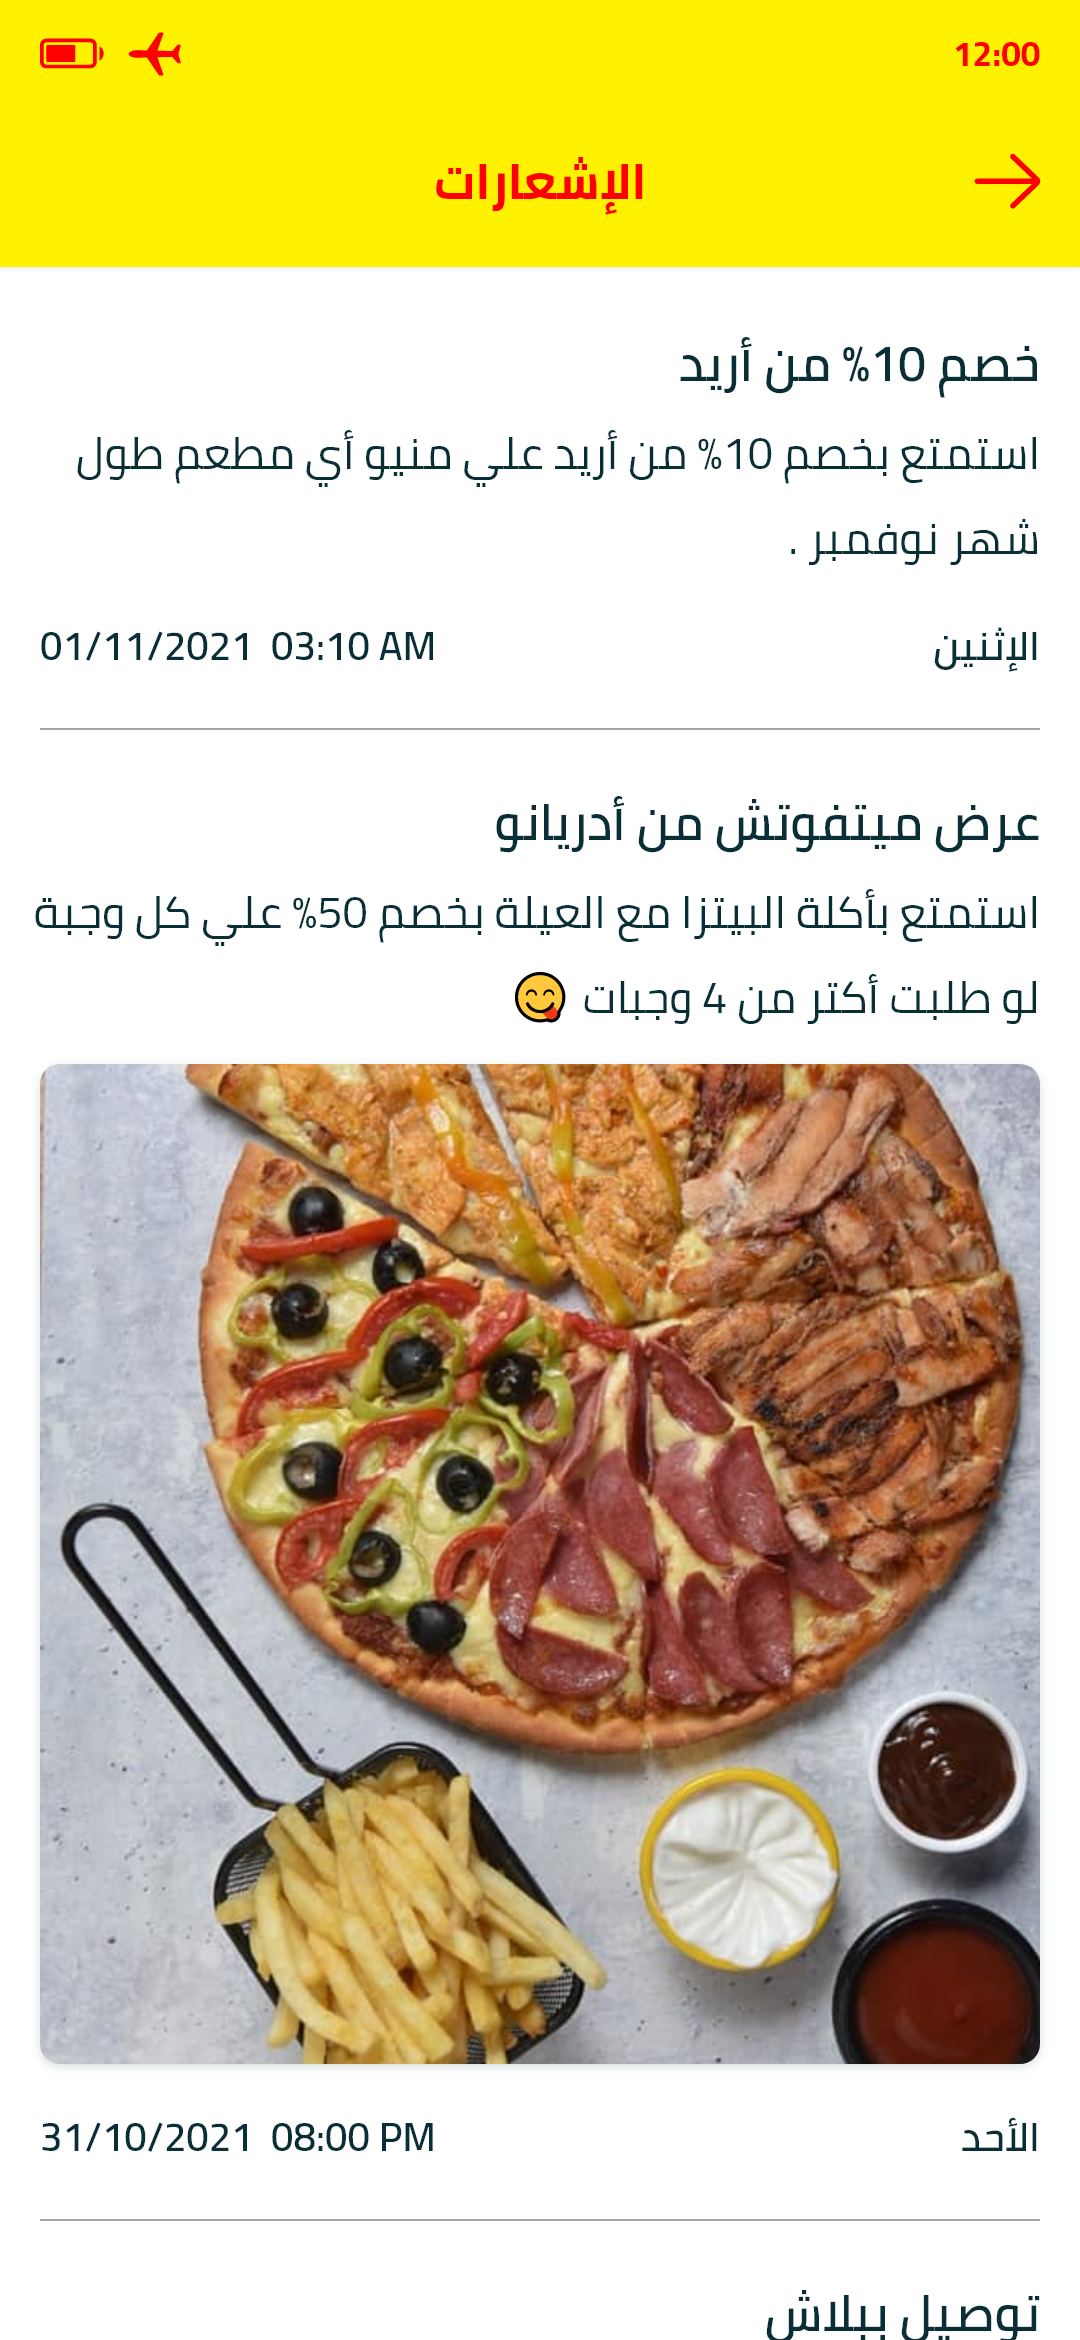 12:00
الإشعارات
خصم 10% من أريد
استمتع بخصم 10% من أريد علي منيو أي مطعم طول
شهر نوفمبر .
الإثنين 01/11/2021 03:10 AM
عرض ميتفوتش من أدريانو
استمتع بأكلة البيتزا مع العيلة بخصم 50% علي كل وجبة
لو طلبت أكتر من 4 وجبات 😋
الأحد 31/10/2021 08:00 PM
توصيل ببلاش